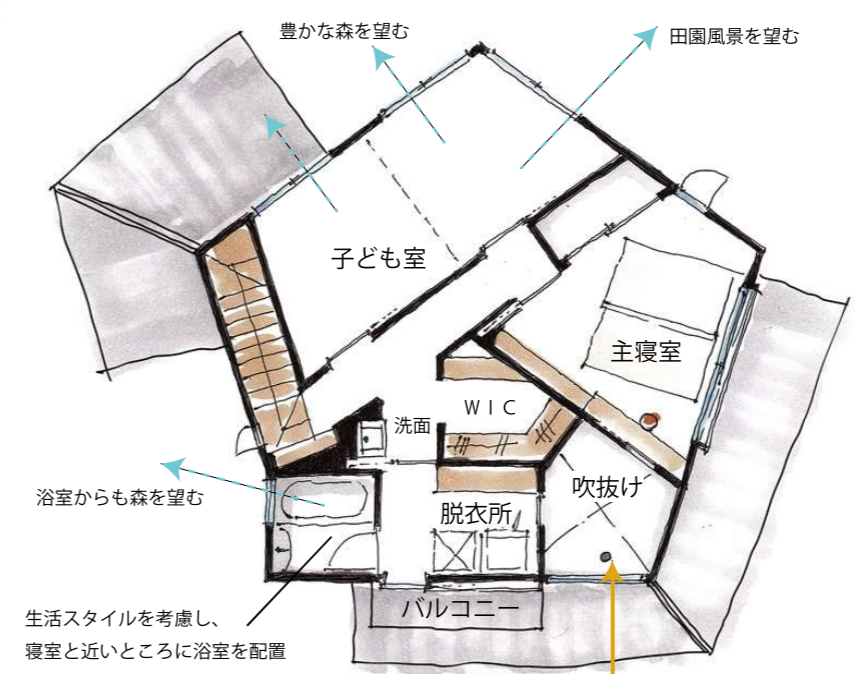 豊かな森を望む
田園風景を望む
子ども室
主寝室
ＷＩＣ
洗面
浴室からも森を望む
吹抜け
脱衣所
バルコニー
生活スタイルを考慮し、
寝室と近いところに浴室を配置